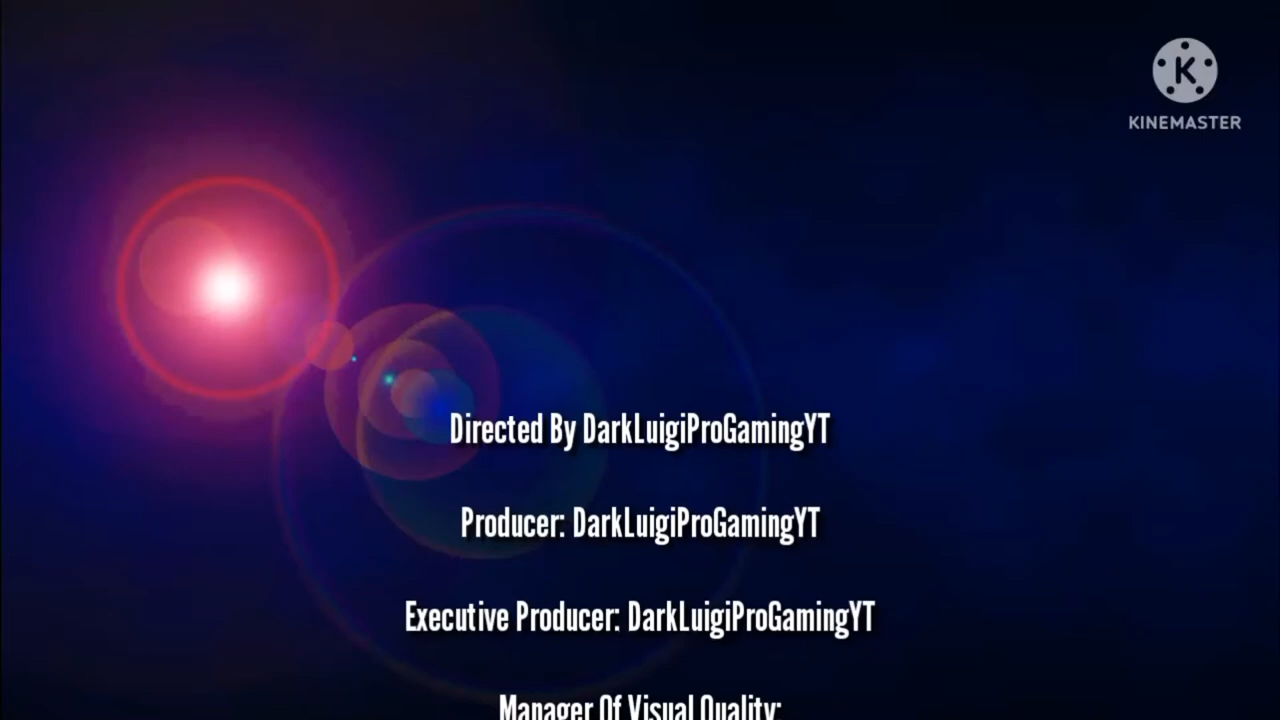 K
KINEMASTER
Directed By DarkLuigiProGamingYT
Producer: DarkLuigiProGamingYT
Executive Producer: DarkLuigiProGamingYT
Manager Of Visual Quality: